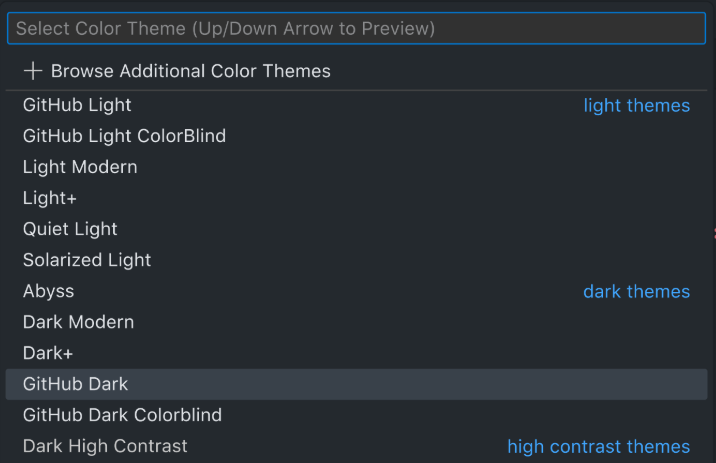 Select Color Theme (Up/Down Arrow to Preview)
+ Browse Additional Color Themes
GitHub Light light themes
GitHub Light ColorBlind
Light Modern
Light+
Quiet Light
Solarized Light
Abyss dark themes
Dark Modern
Dark+
GitHub Dark
GitHub Dark Colorblind
Dark High Contrast high contrast themes